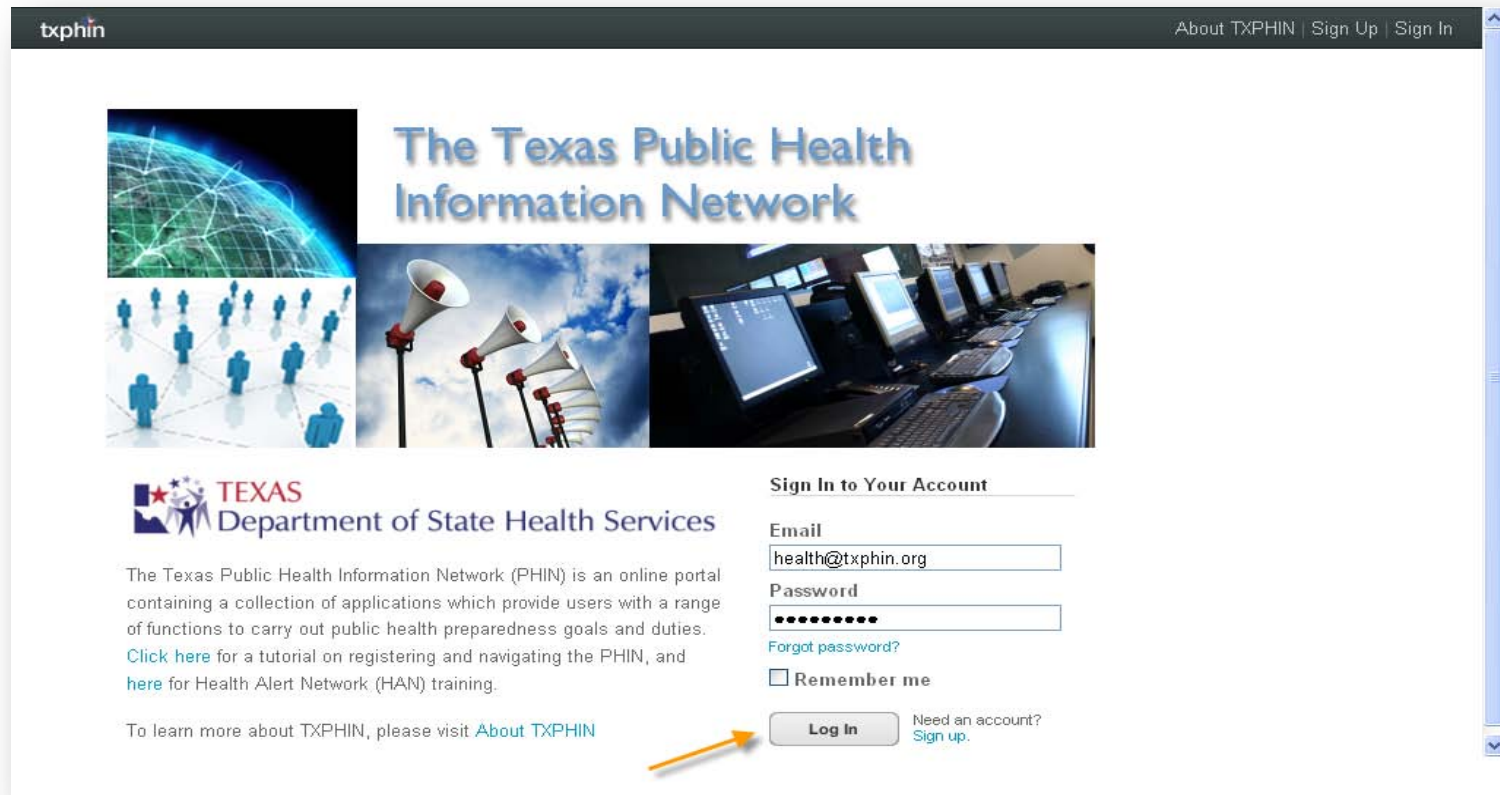 txphin
About TXPHIN | Sign Up | Sign In
The Texas Public Health
Information Network
TEXAS
Department of State Health Services
The Texas Public Health Information Network (PHIN) is an online portal
containing a collection of applications which provide users with a range
of functions to carry out public health preparedness goals and duties.
Click here for a tutorial on registering and navigating the PHIN, and
here for Health Alert Network (HAN) training.
To learn more about TXPHIN, please visit About TXPHIN
Sign In to Your Account
Email
health@txphin.org
Password
•••••••••
Forgot password?
Remember me
Log In
Need an account?
Sign up.